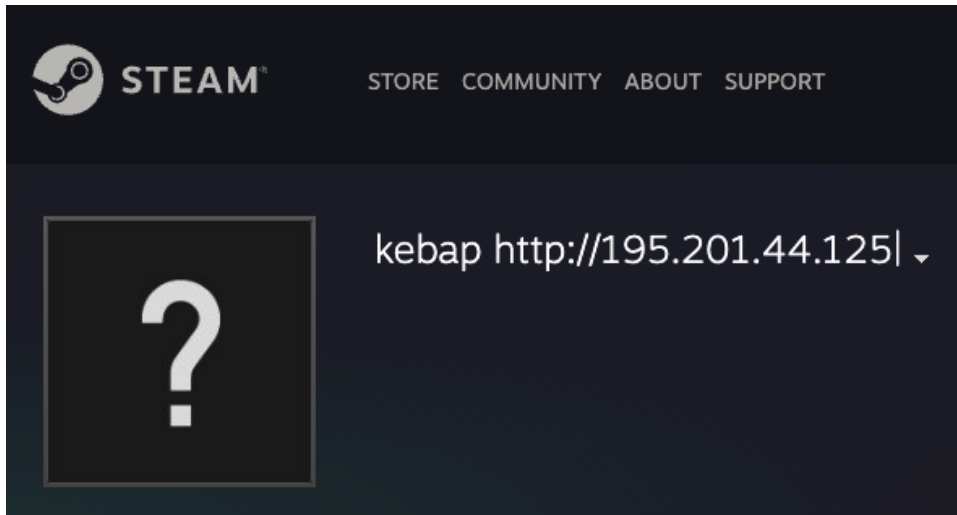 STEAM®
STORE COMMUNITY ABOUT SUPPORT
kebap http://195.201.44.125|
?